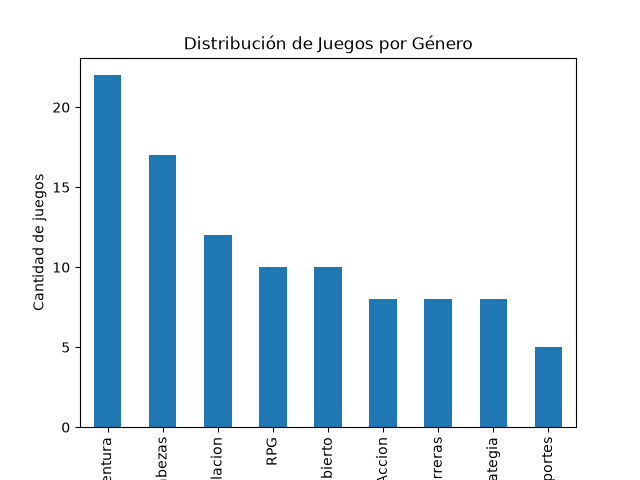 Distribución de Juegos por Género
Cantidad de juegos
20
15
10
5
0
entura
bezas
lacion
RPG
bierto
Accion
rreras
ategia
portes